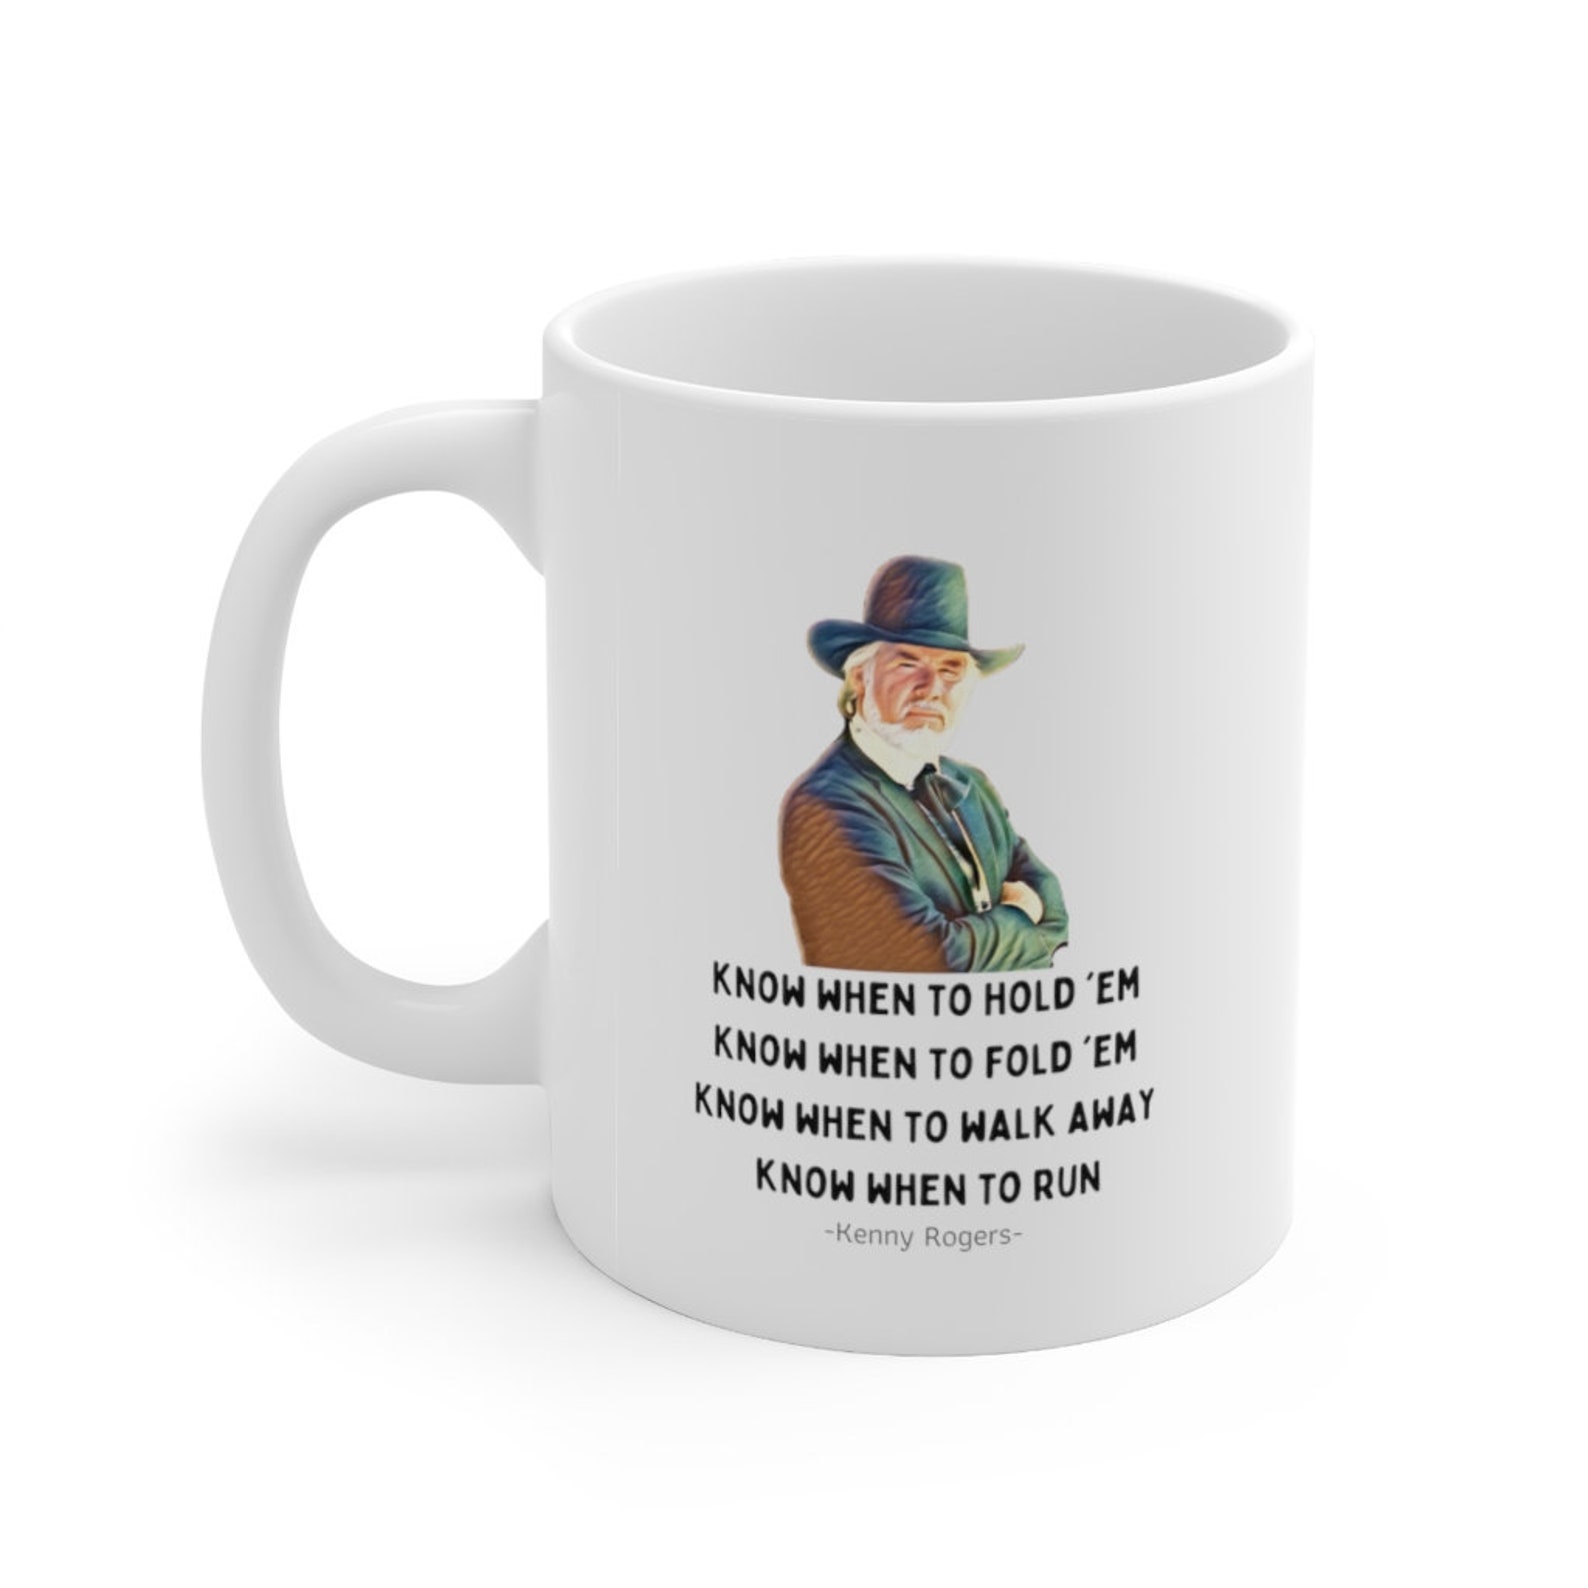 KNOW WHEN TO HOLD 'EM
KNOW WHEN TO FOLD 'EM
KNOW WHEN TO WALK AWAY
KNOW WHEN TO RUN
-Kenny Rogers-